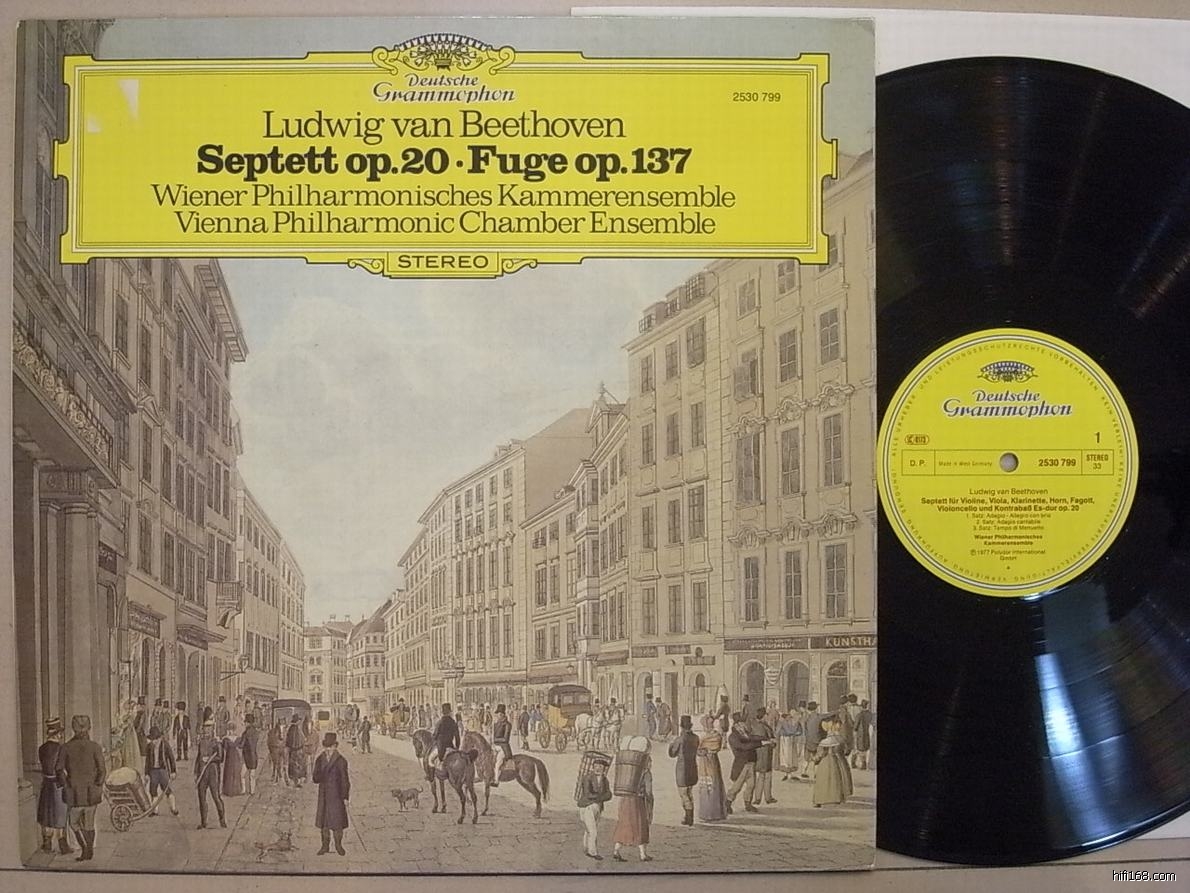 Deutsche
Grammophon
2530 799
Ludwig van Beethoven
Septett op.20 · Fuge op.137
Wiener Philharmonisches Kammerensemble
Vienna Philharmonic Chamber Ensemble
STEREO
KUNSTHA
Deutsche
Grammophon
1
D. P.
Made in West Germany
2530 799
STEREO
33
Ludwig van Beethoven
Septett für Violine, Viola, Klarinette, Horn, Fagott,
Violoncello und Kontrabaß Es-dur op. 20
1. Satz: Adagio - Allegro con brio
2. Satz: Adagio cantabile
3. Satz: Tempo di Menuetto
Wiener Philharmonisches
Kammerensemble
Ⓟ 1977 Polydor International
GmbH
hifi168.com